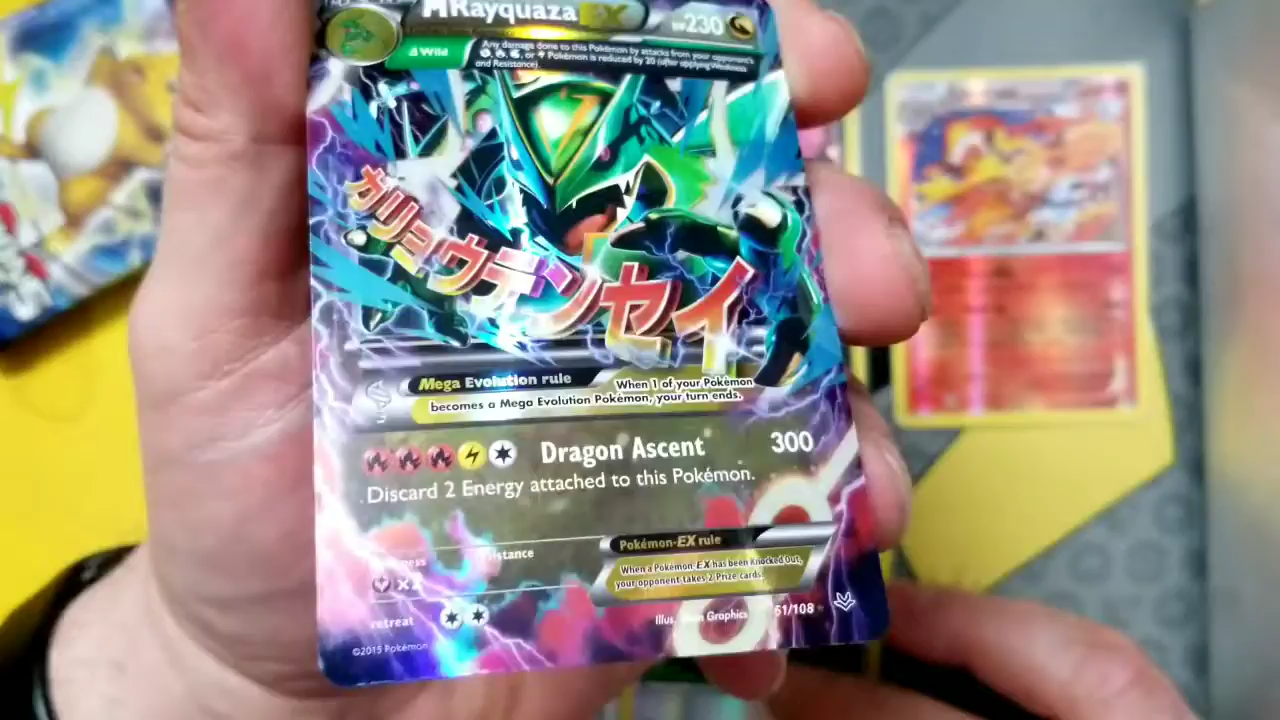 MRayquaza EX
230
Δ Wild
Any damage done to this Pokémon by attacks from your opponent's
or Pokémon is reduced by 20 (after applying Weakness
and Resistance).
ガリョウテンセイ
Mega Evolution rule
When 1 of your Pokémon
becomes a Mega Evolution Pokémon, your turn ends.
Dragon Ascent 300
Discard 2 Energy attached to this Pokémon.
Pokémon-EX rule
When a Pokémon-EX has been Knocked Out,
your opponent takes 2 Prize cards.
retreat
Illus. Graphics 61/108
©2015 Pokémon